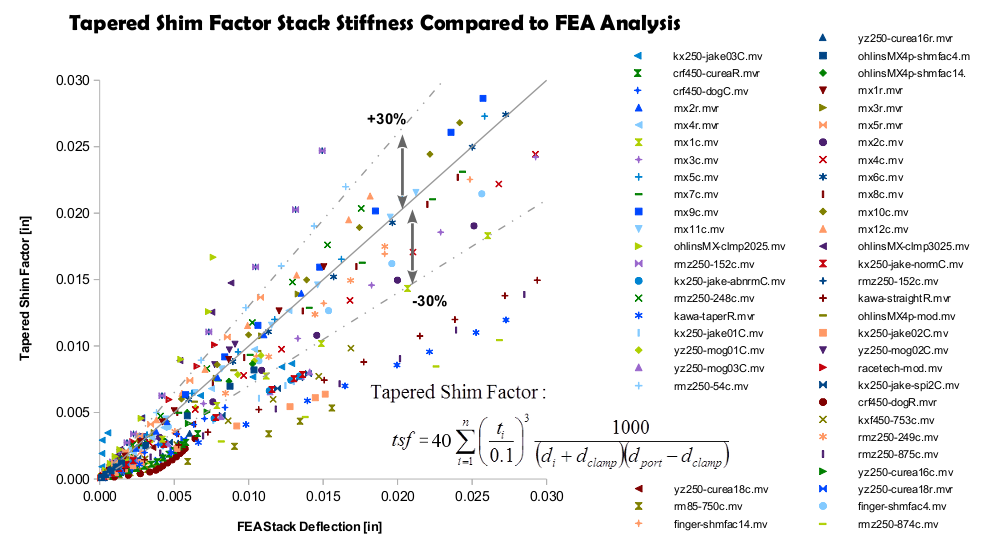 Tapered Shim Factor Stack Stiffness Compared to FEA Analysis
Tapered Shim Factor [in]
0.030
0.025
0.020
0.015
0.010
0.005
0.000
+30%
-30%
Tapered Shim Factor :
tsf = 40 ∑ i=1 n (t_i / 0.1)^3 1000 / (d_i + d_clamp)(d_port − d_clamp)
0.000 0.005 0.010 0.015 0.020 0.025 0.030
FEA Stack Deflection [in]
kx250-jake03C.mv
crf450-cureaR.mvr
crf450-dogC.mv
mx2r.mvr
mx4r.mvr
mx1c.mv
mx3c.mv
mx5c.mv
mx7c.mv
mx9c.mv
mx11c.mv
ohlinsMX-clmp2025.mv
rmz250-152c.mv
kx250-jake-abnrmC.mv
rmz250-248c.mv
kawa-taperR.mv
kx250-jake01C.mv
yz250-mog01C.mv
yz250-mog03C.mv
rmz250-54c.mv
yz250-curea18c.mv
rm85-750c.mv
finger-shmfac14.mv
yz250-curea16r.mvr
ohlinsMX4p-shmfac4.m
ohlinsMX4p-shmfac14.
mx1r.mvr
mx3r.mvr
mx5r.mvr
mx2c.mv
mx4c.mv
mx6c.mv
mx8c.mv
mx10c.mv
mx12c.mv
ohlinsMX-clmp3025.mv
kx250-jake-normC.mv
rmz250-152c.mv
kawa-straightR.mv
ohlinsMX4p-mod.mv
kx250-jake02C.mv
yz250-mog02C.mv
racetech-mod.mv
kx250-jake-spi2C.mv
crf450-dogR.mvr
kxf450-753c.mv
rmz250-249c.mv
rmz250-875c.mv
yz250-curea16c.mv
yz250-curea18r.mvr
finger-shmfac4.mv
rmz250-874c.mv